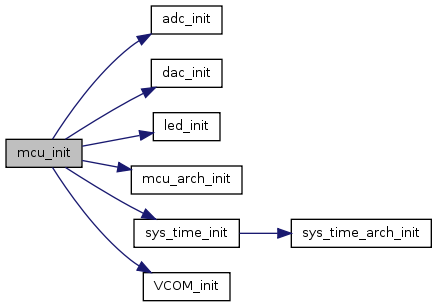 adc_init
dac_init
led_init
mcu_init
mcu_arch_init
sys_time_init
sys_time_arch_init
VCOM_init